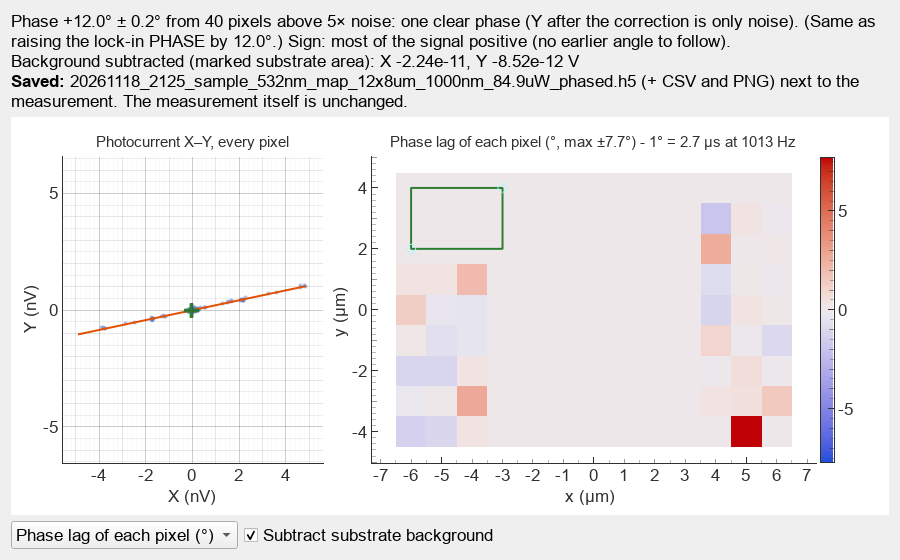 Phase +12.0° ± 0.2° from 40 pixels above 5× noise: one clear phase (Y after the correction is only noise). (Same as
raising the lock-in PHASE by 12.0°.) Sign: most of the signal positive (no earlier angle to follow).
Background subtracted (marked substrate area): X -2.24e-11, Y -8.52e-12 V
Saved: 20261118_2125_sample_532nm_map_12x8um_1000nm_84.9uW_phased.h5 (+ CSV and PNG) next to the
measurement. The measurement itself is unchanged.
Photocurrent X–Y, every pixel
5
0
-5
Y (nV)
-4 -2 0 2 4
X (nV)
Phase lag of each pixel (°, max ±7.7°) - 1° = 2.7 µs at 1013 Hz
4
2
0
-2
-4
y (µm)
-7 -6 -5 -4 -3 -2 -1 0 1 2 3 4 5 6 7
x (µm)
5
0
-5
Phase lag of each pixel (°)
Subtract substrate background